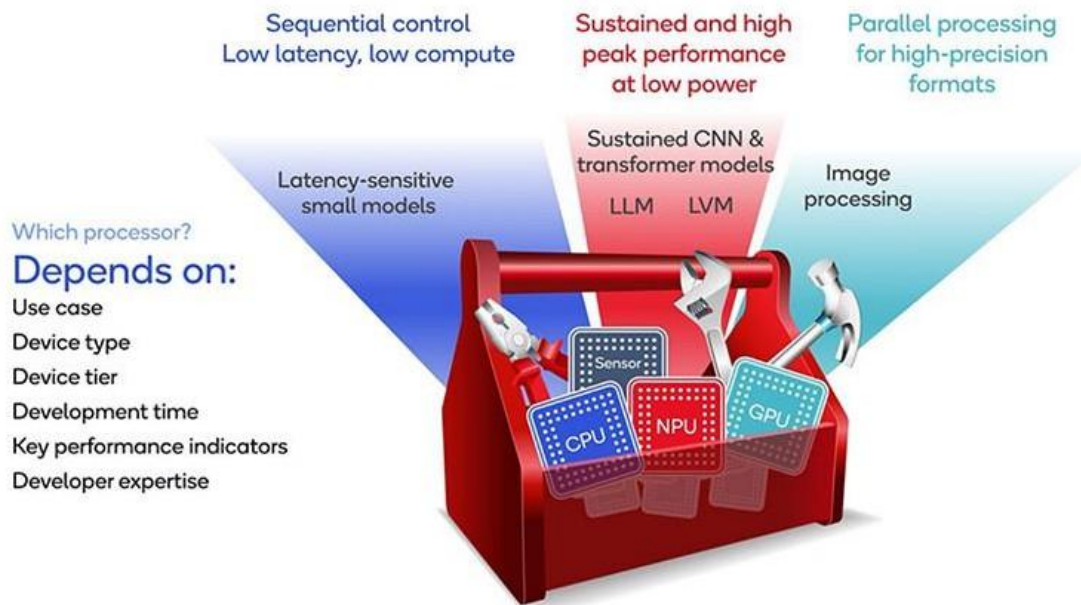 Sequential control
Low latency, low compute
Sustained and high
peak performance
at low power
Parallel processing
for high-precision
formats
Latency-sensitive
small models
Sustained CNN &
transformer models
LLM LVM
Image
processing
Which processor?
Depends on:
Use case
Device type
Device tier
Development time
Key performance indicators
Developer expertise
Sensor
CPU
NPU
GPU